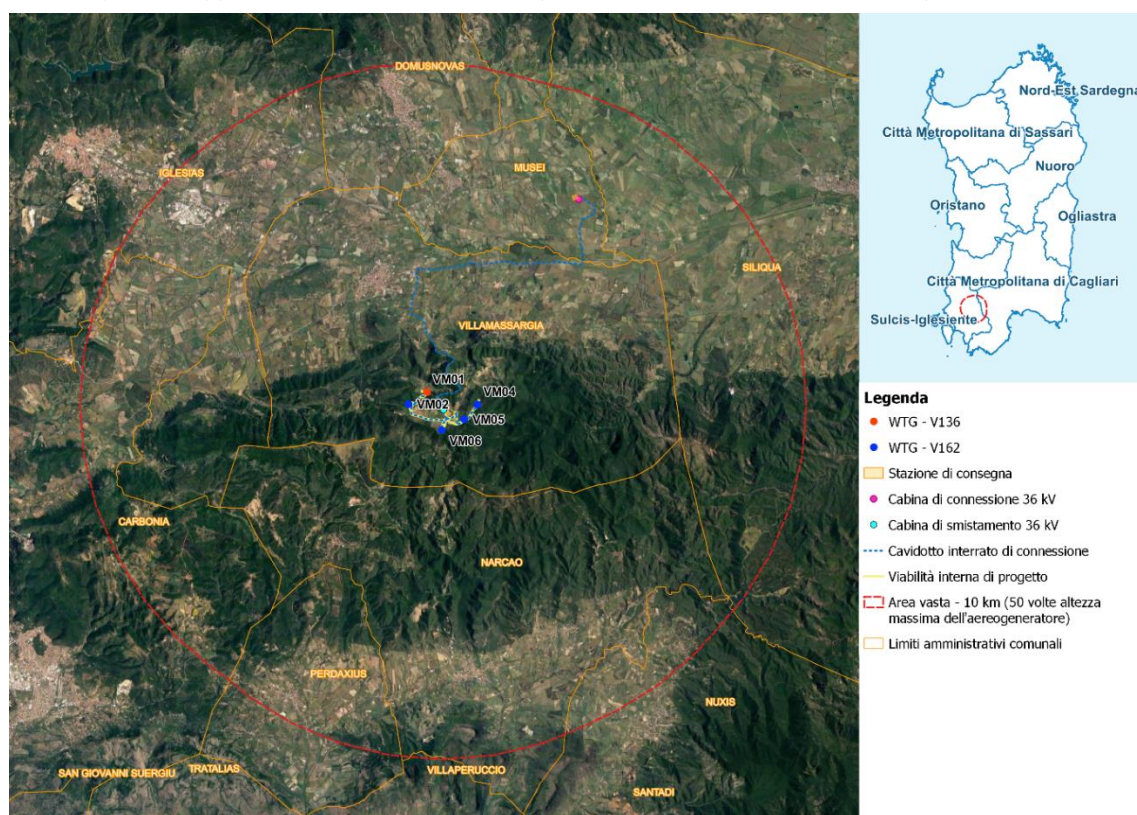 DOMUSNOVAS
MUSEI
IGLESIAS
SILIQUA
VILLAMASSARGIA
VM01
VM04
VM02
VM05
VM06
CARBONIA
NARCAO
PERDAXIUS
NUXIS
SAN GIOVANNI SUERGIU
TRATALIAS
VILLAPERUCCIO
SANTADI
Nord-Est Sardegna
Città Metropolitana di Sassari
Nuoro
Oristano
Ogliastra
Città Metropolitana di Cagliari
Sulcis-Iglesiente
Legenda
WTG - V136
WTG - V162
Stazione di consegna
Cabina di connessione 36 kV
Cabina di smistamento 36 kV
Cavidotto interrato di connessione
Viabilità interna di progetto
Area vasta - 10 km (50 volte altezza
massima dell'aereogeneratore)
Limiti amministrativi comunali